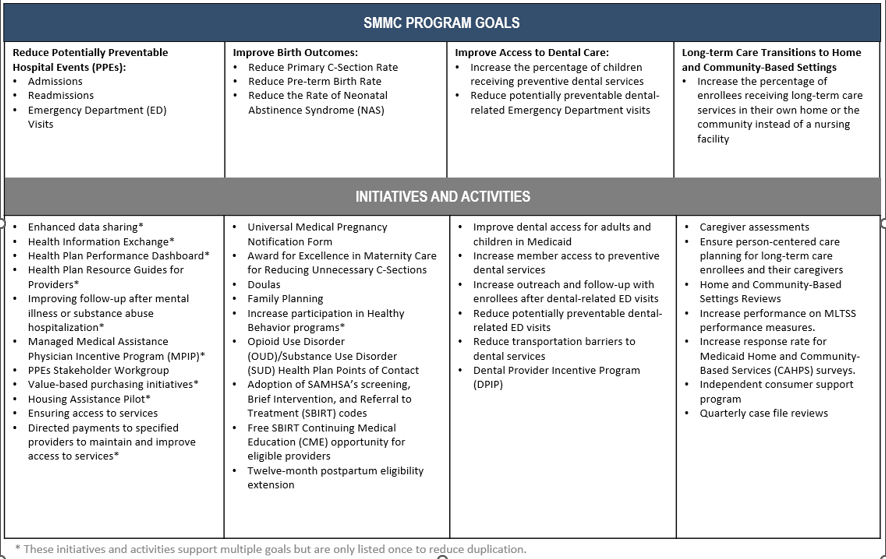 SMMC PROGRAM GOALS
Reduce Potentially Preventable
Hospital Events (PPEs):
• Admissions
• Readmissions
• Emergency Department (ED)
Visits
Improve Birth Outcomes:
• Reduce Primary C-Section Rate
• Reduce Pre-term Birth Rate
• Reduce the Rate of Neonatal
Abstinence Syndrome (NAS)
Improve Access to Dental Care:
• Increase the percentage of children
receiving preventive dental services
• Reduce potentially preventable dental-
related Emergency Department visits
Long-term Care Transitions to Home
and Community-Based Settings
• Increase the percentage of
enrollees receiving long-term care
services in their own home or the
community instead of a nursing
facility
INITIATIVES AND ACTIVITIES
• Enhanced data sharing*
• Health Information Exchange*
• Health Plan Performance Dashboard*
• Health Plan Resource Guides for
Providers*
• Improving follow-up after mental
illness or substance abuse
hospitalization*
• Managed Medical Assistance
Physician Incentive Program (MPIP)*
• PPEs Stakeholder Workgroup
• Value-based purchasing initiatives*
• Housing Assistance Pilot*
• Ensuring access to services
• Directed payments to specified
providers to maintain and improve
access to services*
• Universal Medical Pregnancy
Notification Form
• Award for Excellence in Maternity Care
for Reducing Unnecessary C-Sections
• Doulas
• Family Planning
• Increase participation in Healthy
Behavior programs*
• Opioid Use Disorder
(OUD)/Substance Use Disorder
(SUD) Health Plan Points of Contact
• Adoption of SAMHSA's screening,
Brief Intervention, and Referral to
Treatment (SBIRT) codes
• Free SBIRT Continuing Medical
Education (CME) opportunity for
eligible providers
• Twelve-month postpartum eligibility
extension
• Improve dental access for adults and
children in Medicaid
• Increase member access to preventive
dental services
• Increase outreach and follow-up with
enrollees after dental-related ED visits
• Reduce potentially preventable dental-
related ED visits
• Reduce transportation barriers to
dental services
• Dental Provider Incentive Program
(DPIP)
• Caregiver assessments
• Ensure person-centered care
planning for long-term care
enrollees and their caregivers
• Home and Community-Based
Settings Reviews
• Increase performance on MLTSS
performance measures.
• Increase response rate for
Medicaid Home and Community-
Based Services (CAHPS) surveys.
• Independent consumer support
program
• Quarterly case file reviews
* These initiatives and activities support multiple goals but are only listed once to reduce duplication.